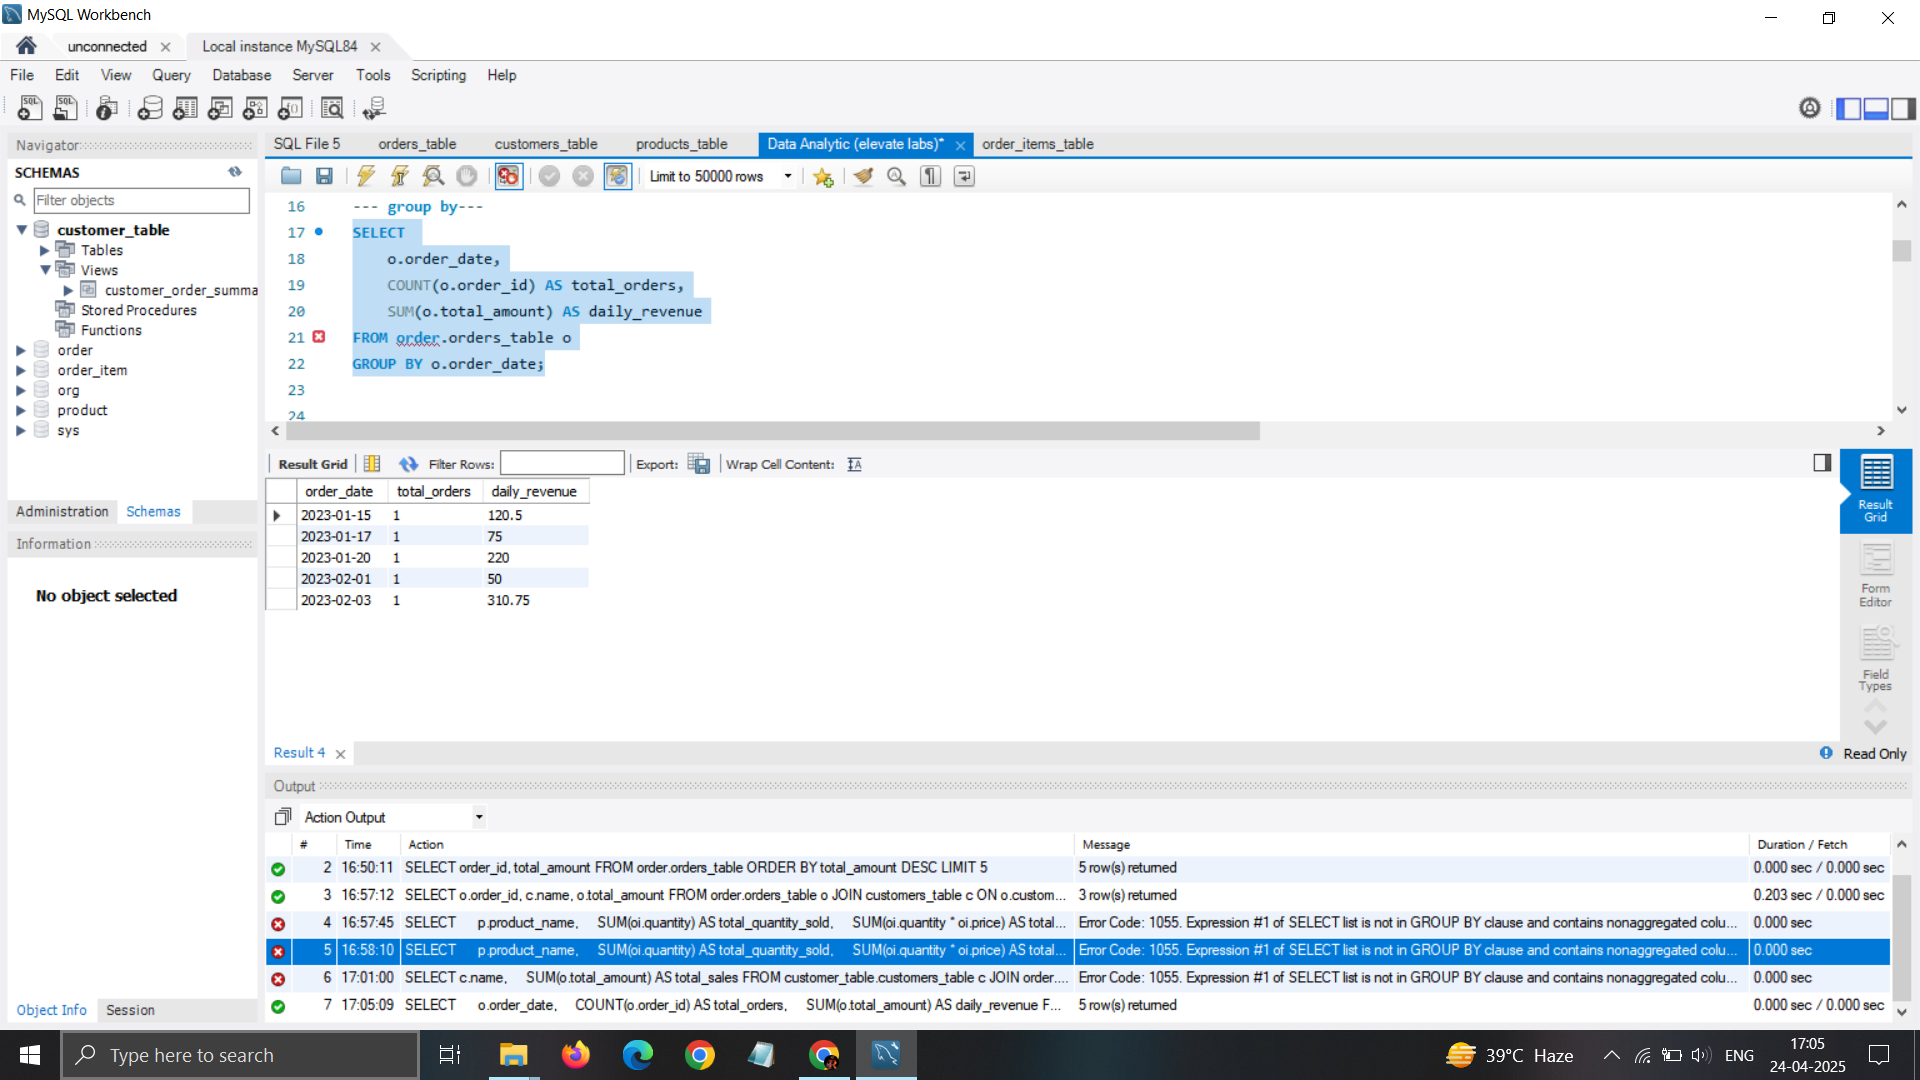 MySQL Workbench
unconnected
Local instance MySQL84
File Edit View Query Database Server Tools Scripting Help
Navigator
SCHEMAS
Filter objects
customer_table
Tables
Views
customer_order_summa
Stored Procedures
Functions
order
order_item
org
product
sys
Administration Schemas
Information
No object selected
Object Info Session
SQL File 5 orders_table customers_table products_table Data Analytic (elevate labs)* order_items_table
Limit to 50000 rows
16 --- group by---
17 SELECT
18 o.order_date,
19 COUNT(o.order_id) AS total_orders,
20 SUM(o.total_amount) AS daily_revenue
21 FROM order.orders_table o
22 GROUP BY o.order_date;
23
24
Result Grid Filter Rows: Export: Wrap Cell Content:
order_date total_orders daily_revenue
2023-01-15 1 120.5
2023-01-17 1 75
2023-01-20 1 220
2023-02-01 1 50
2023-02-03 1 310.75
Result Grid
Form Editor
Field Types
Result 4
Read Only
Output
Action Output
# Time Action Message Duration / Fetch
2 16:50:11 SELECT order_id, total_amount FROM order.orders_table ORDER BY total_amount DESC LIMIT 5 5 row(s) returned 0.000 sec / 0.000 sec
3 16:57:12 SELECT o.order_id, c.name, o.total_amount FROM order.orders_table o JOIN customers_table c ON o.custom... 3 row(s) returned 0.203 sec / 0.000 sec
4 16:57:45 SELECT p.product_name, SUM(oi.quantity) AS total_quantity_sold, SUM(oi.quantity * oi.price) AS total... Error Code: 1055. Expression #1 of SELECT list is not in GROUP BY clause and contains nonaggregated colu... 0.000 sec
5 16:58:10 SELECT p.product_name, SUM(oi.quantity) AS total_quantity_sold, SUM(oi.quantity * oi.price) AS total... Error Code: 1055. Expression #1 of SELECT list is not in GROUP BY clause and contains nonaggregated colu... 0.000 sec
6 17:01:00 SELECT c.name, SUM(o.total_amount) AS total_sales FROM customer_table.customers_table c JOIN order.... Error Code: 1055. Expression #1 of SELECT list is not in GROUP BY clause and contains nonaggregated colu... 0.000 sec
7 17:05:09 SELECT o.order_date, COUNT(o.order_id) AS total_orders, SUM(o.total_amount) AS daily_revenue F... 5 row(s) returned 0.000 sec / 0.000 sec
Type here to search
39°C Haze
ENG
17:05
24-04-2025